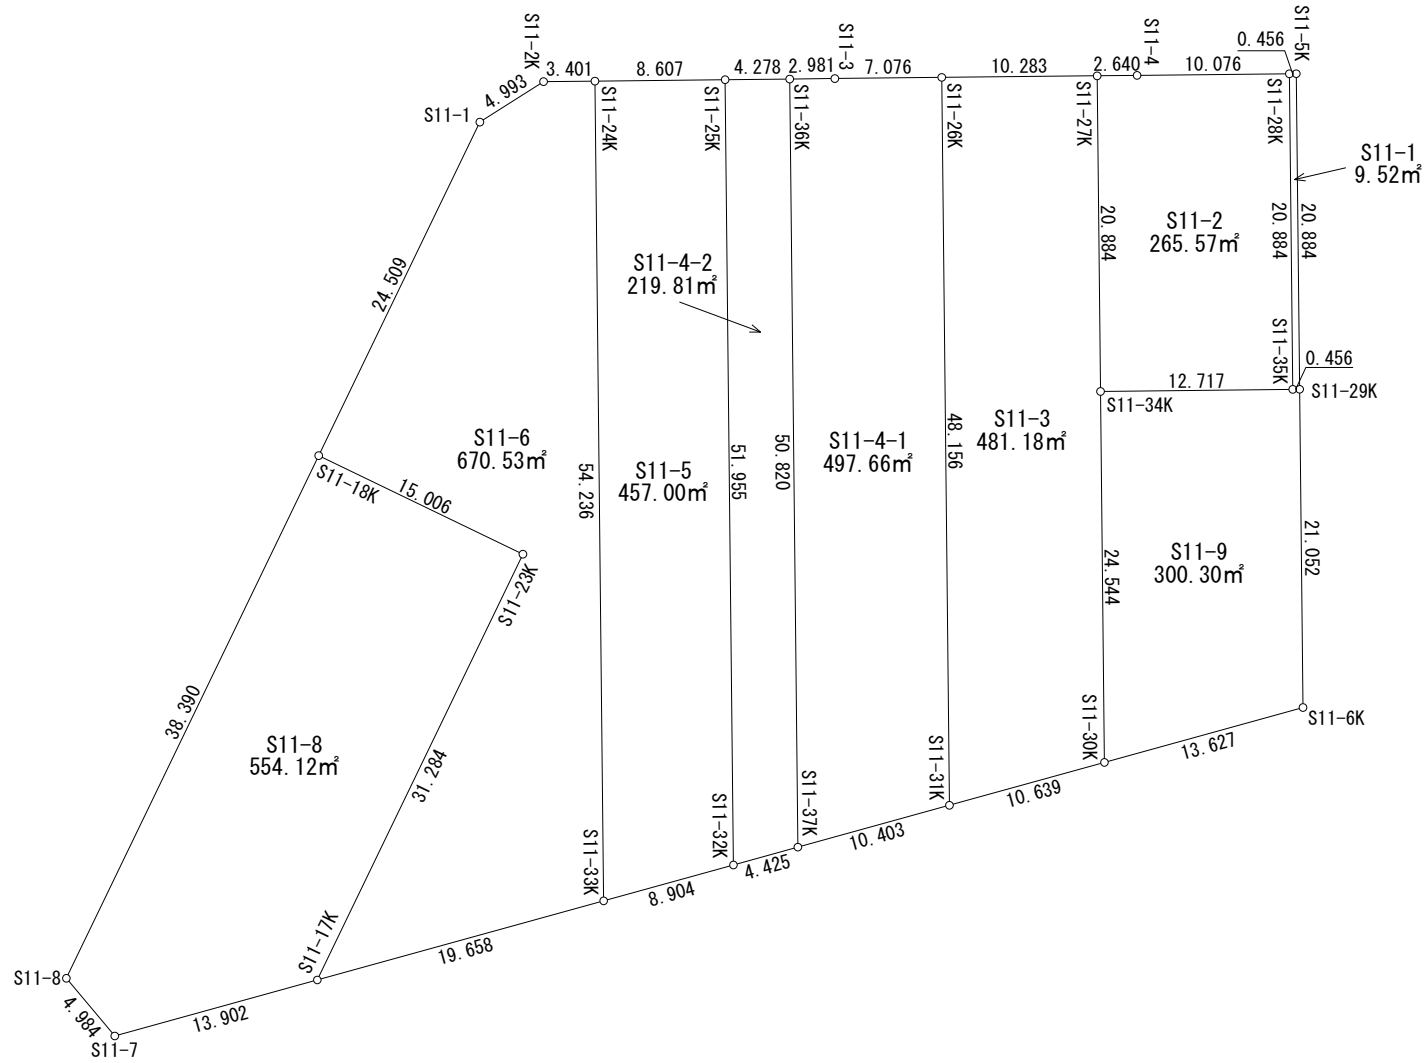 S11-2K
3.401
8.607
4.278
2.981
S11-3
7.076
10.283
2.640
S11-4
10.076
0.456
S11-5K
4.993
S11-1
S11-24K
S11-25K
S11-36K
S11-26K
S11-27K
S11-28K
S11-1
9.52㎡
24.509
S11-4-2
219.81㎡
20.884
S11-2
265.57㎡
20.884
20.884
S11-35K
0.456
12.717
S11-34K
S11-29K
S11-18K
15.006
S11-6
670.53㎡
54.236
S11-5
457.00㎡
51.955
50.820
S11-4-1
497.66㎡
48.156
S11-3
481.18㎡
S11-23K
24.544
S11-9
300.30㎡
21.052
38.390
S11-8
554.12㎡
31.284
S11-33K
S11-32K
S11-37K
S11-31K
S11-30K
S11-6K
13.627
10.639
10.403
4.425
8.904
19.658
S11-17K
S11-8
4.984
13.902
S11-7